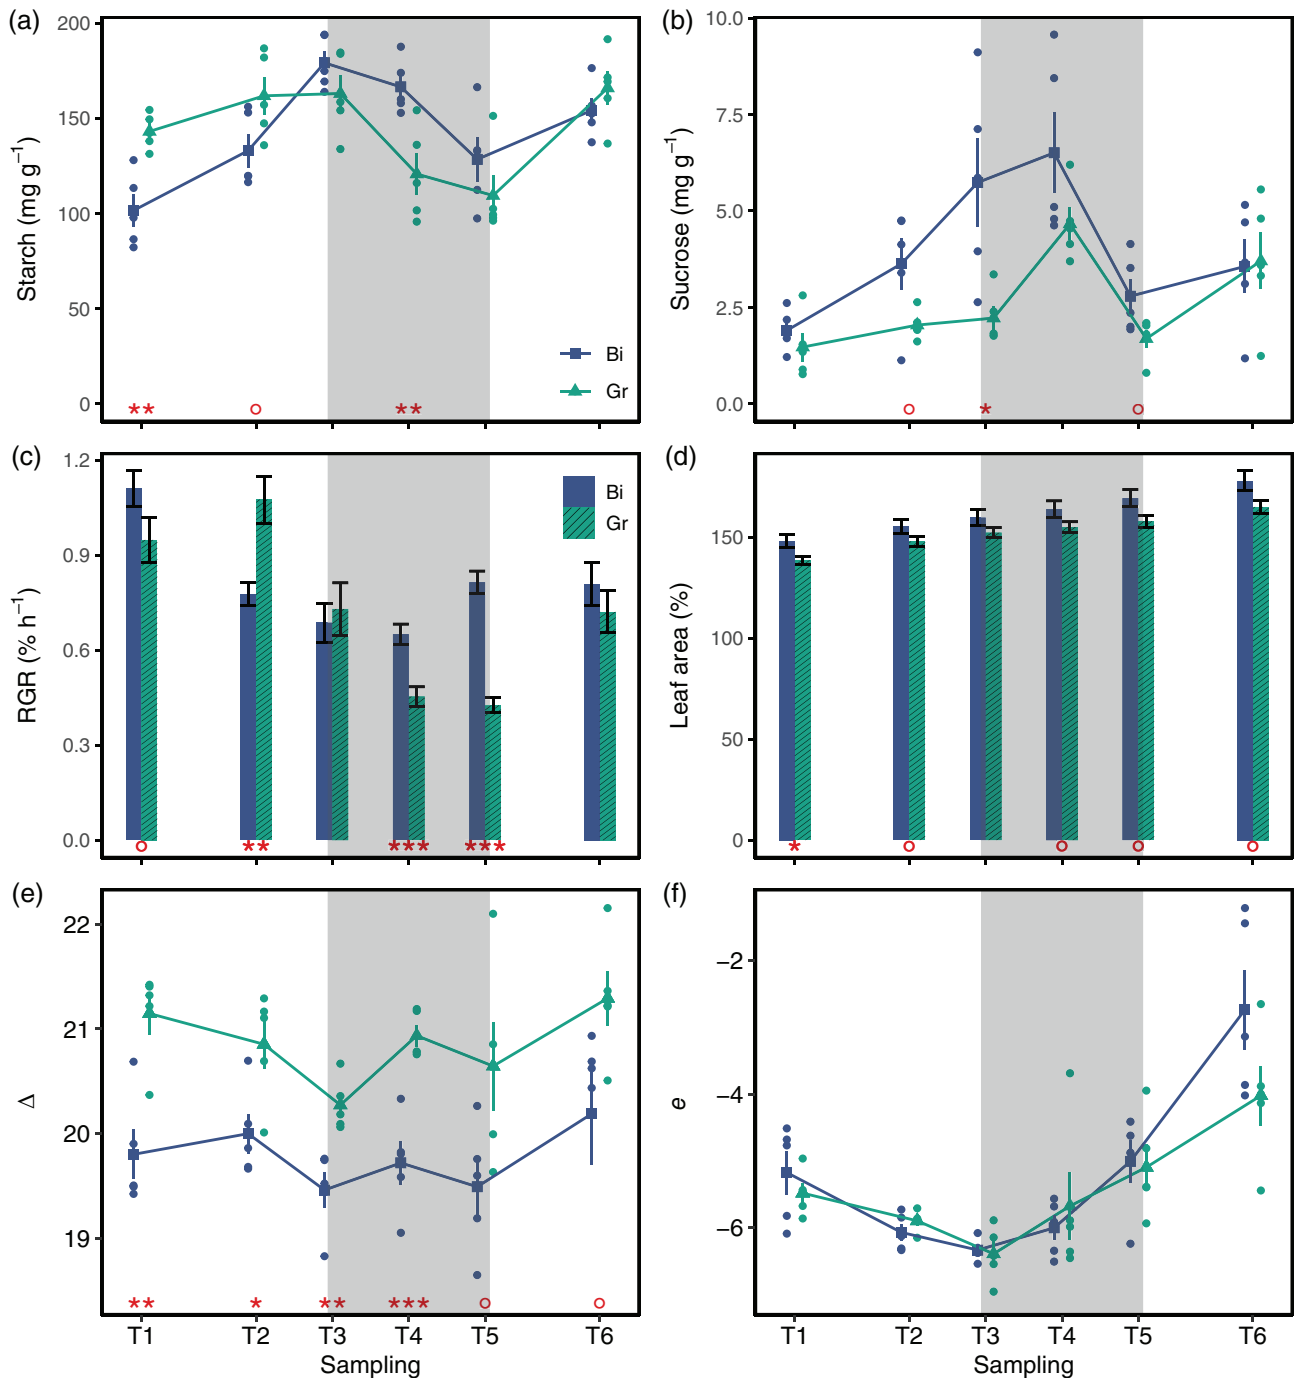 (a)
200
150
100
50
0
Starch (mg g⁻¹)
Bi
Gr
** ○ **
(b)
10.0
7.5
5.0
2.5
0.0
Sucrose (mg g⁻¹)
○ * ○
(c)
1.2
0.9
0.6
0.3
0.0
RGR (% h⁻¹)
Bi
Gr
○ ** *** ***
(d)
150
100
50
0
Leaf area (%)
* ○ ○ ○ ○
(e)
22
21
20
19
Δ
** * ** *** ○ ○
T1 T2 T3 T4 T5 T6
Sampling
(f)
−2
−4
−6
e
T1 T2 T3 T4 T5 T6
Sampling